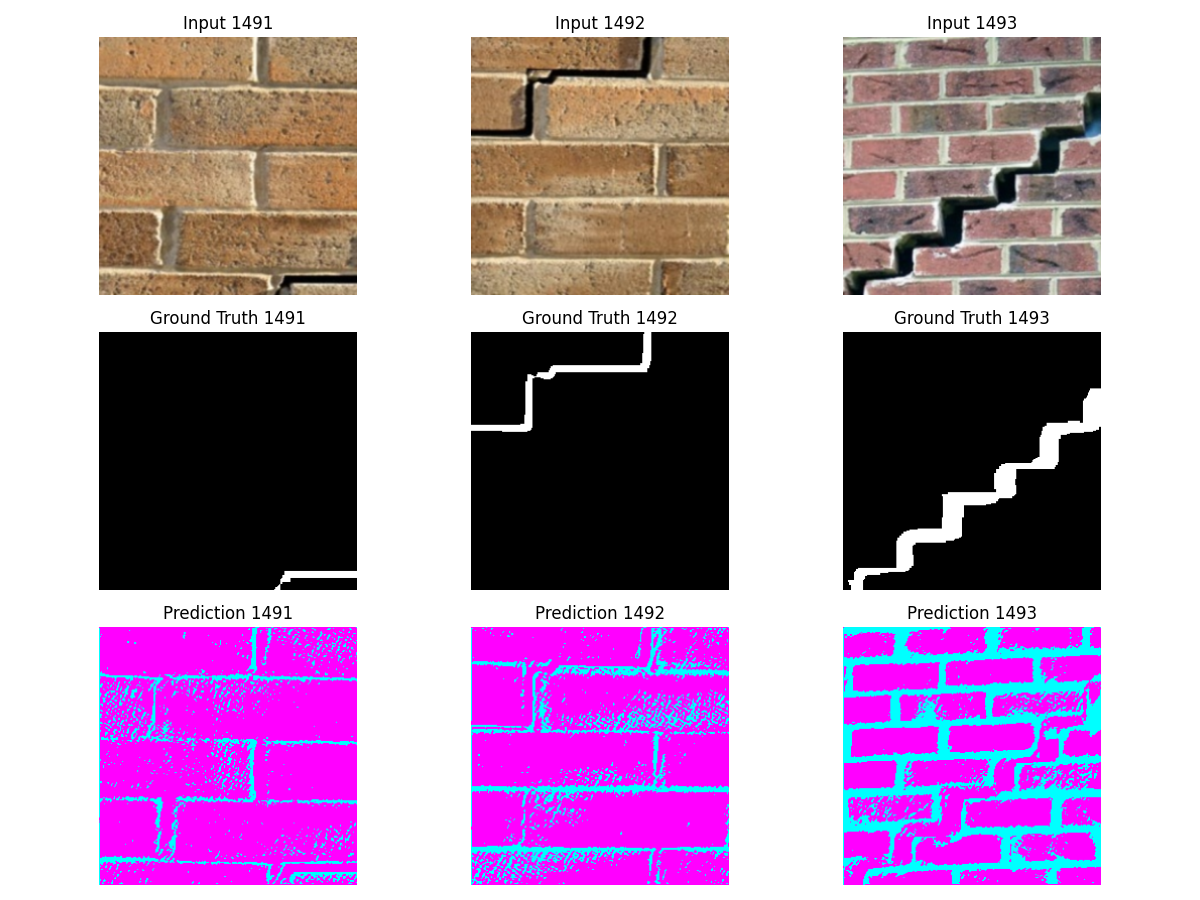 Input 1491
Input 1492
Input 1493
Ground Truth 1491
Ground Truth 1492
Ground Truth 1493
Prediction 1491
Prediction 1492
Prediction 1493